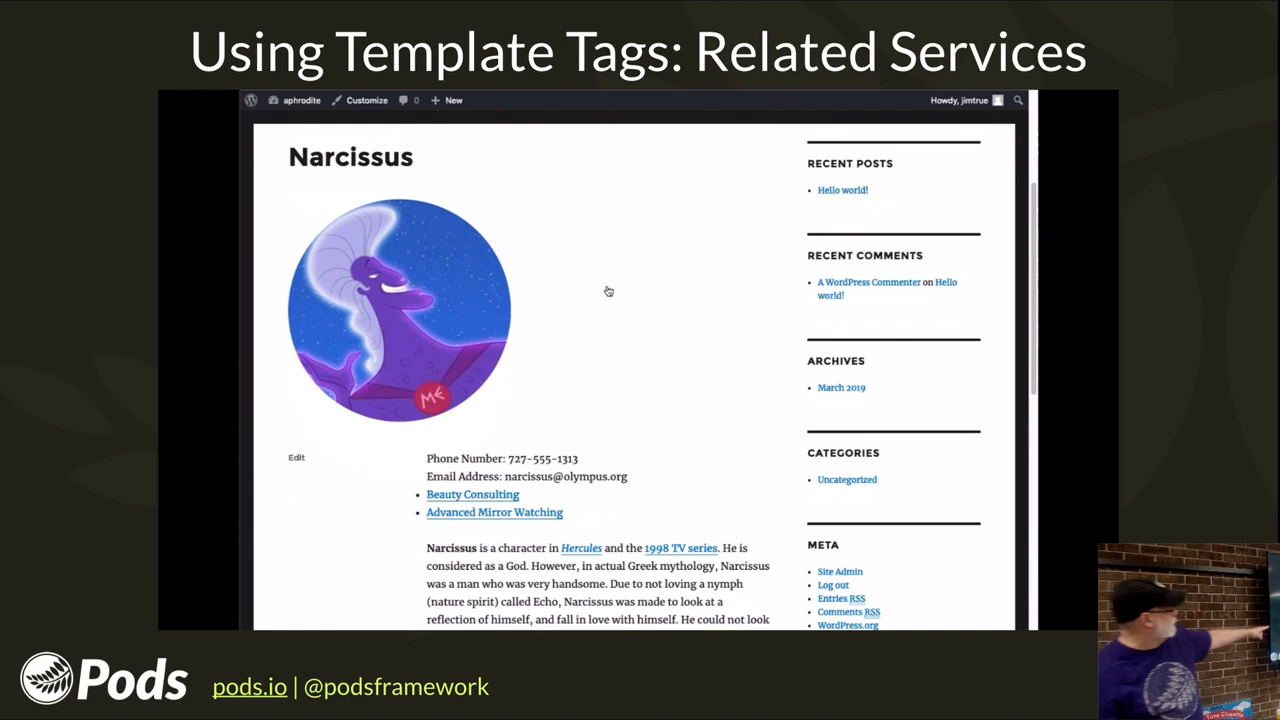 Using Template Tags: Related Services
aphrodite Customize 0 New
Howdy, jimtrue
Narcissus
ME
Edit
Phone Number: 727-555-1313
Email Address: narcissus@olympus.org
Beauty Consulting
Advanced Mirror Watching
Narcissus is a character in Hercules and the 1998 TV series. He is
considered as a God. However, in actual Greek mythology, Narcissus
was a man who was very handsome. Due to not loving a nymph
(nature spirit) called Echo, Narcissus was made to look at a
reflection of himself, and fall in love with himself. He could not look
RECENT POSTS
Hello world!
RECENT COMMENTS
A WordPress Commenter on Hello
world!
ARCHIVES
March 2019
CATEGORIES
Uncategorized
META
Site Admin
Log out
Entries RSS
Comments RSS
WordPress.org
Pods
pods.io | @podsframework